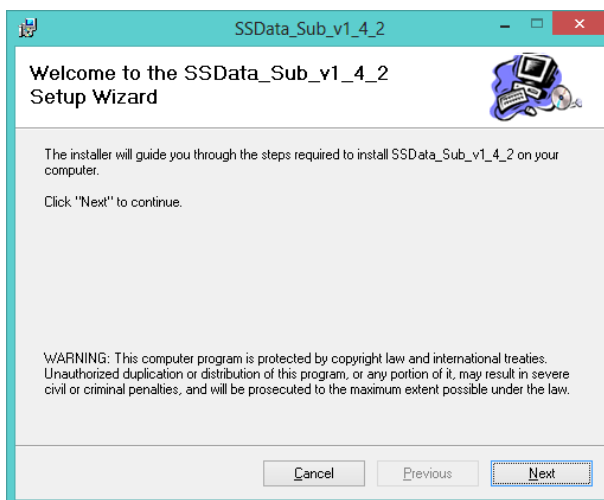 SSData_Sub_v1_4_2
Welcome to the SSData_Sub_v1_4_2
Setup Wizard
The installer will guide you through the steps required to install SSData_Sub_v1_4_2 on your
computer.
Click "Next" to continue.
WARNING: This computer program is protected by copyright law and international treaties.
Unauthorized duplication or distribution of this program, or any portion of it, may result in severe
civil or criminal penalties, and will be prosecuted to the maximum extent possible under the law.
Cancel Previous Next